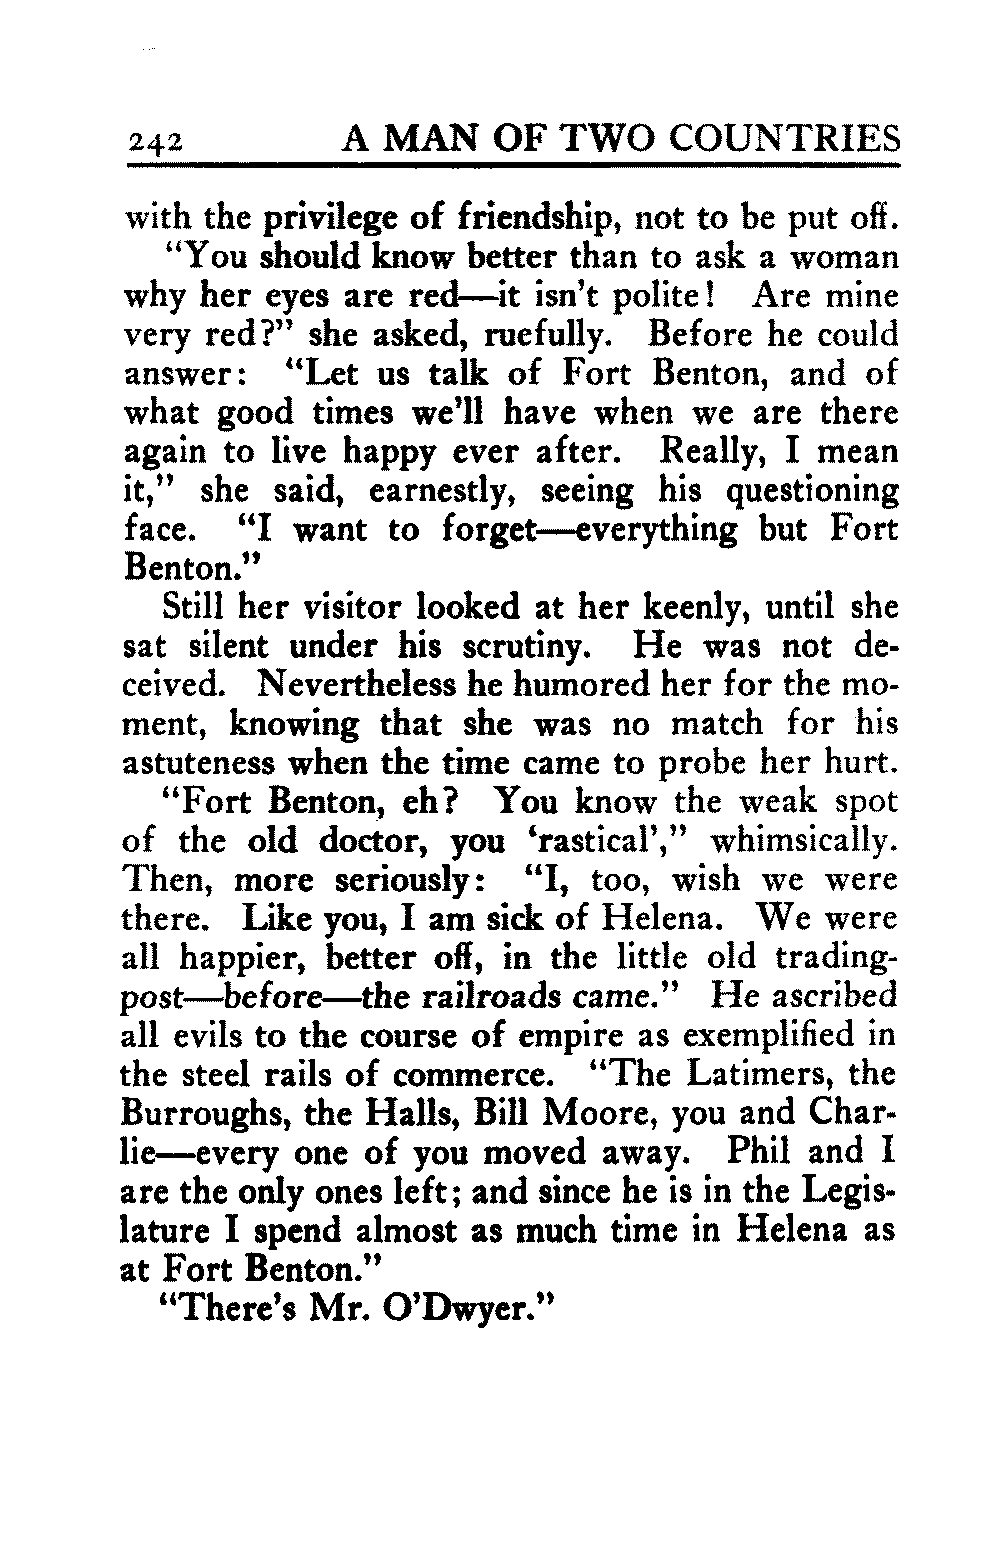 242 A MAN OF TWO COUNTRIES
with the privilege of friendship, not to be put off.
"You should know better than to ask a woman
why her eyes are red—it isn't polite! Are mine
very red?" she asked, ruefully. Before he could
answer: "Let us talk of Fort Benton, and of
what good times we'll have when we are there
again to live happy ever after. Really, I mean
it," she said, earnestly, seeing his questioning
face. "I want to forget—everything but Fort
Benton."
Still her visitor looked at her keenly, until she
sat silent under his scrutiny. He was not de-
ceived. Nevertheless he humored her for the mo-
ment, knowing that she was no match for his
astuteness when the time came to probe her hurt.
"Fort Benton, eh? You know the weak spot
of the old doctor, you 'rastical'," whimsically.
Then, more seriously: "I, too, wish we were
there. Like you, I am sick of Helena. We were
all happier, better off, in the little old trading-
post—before—the railroads came." He ascribed
all evils to the course of empire as exemplified in
the steel rails of commerce. "The Latimers, the
Burroughs, the Halls, Bill Moore, you and Char-
lie—every one of you moved away. Phil and I
are the only ones left; and since he is in the Legis-
lature I spend almost as much time in Helena as
at Fort Benton."
"There's Mr. O'Dwyer."